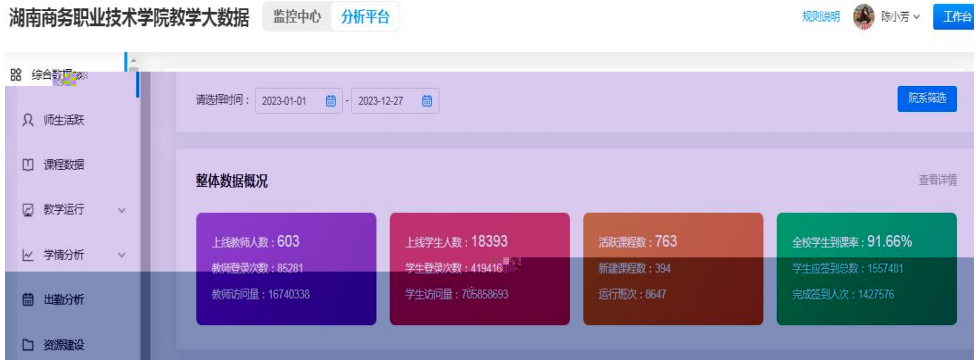 湖南商务职业技术学院教学大数据 监控中心 分析平台 规则说明 陈小芳 工作台
综合数据
请选择时间： 2023-01-01 - 2023-12-27 院系筛选
师生活跃
课程数据
整体数据概况 查看详情
教学运行
上线教师人数：603 上线学生人数：18393 活跃课程数：763 全校学生到课率：91.66%
学情分析
教师登录次数：85281 学生登录次数：419416 新建课程数：394 学生应签到总数：1557481
教师访问量：16740338 学生访问量：705858693 运行班次：8647 完成签到人次：1427576
出勤分析
资源建设